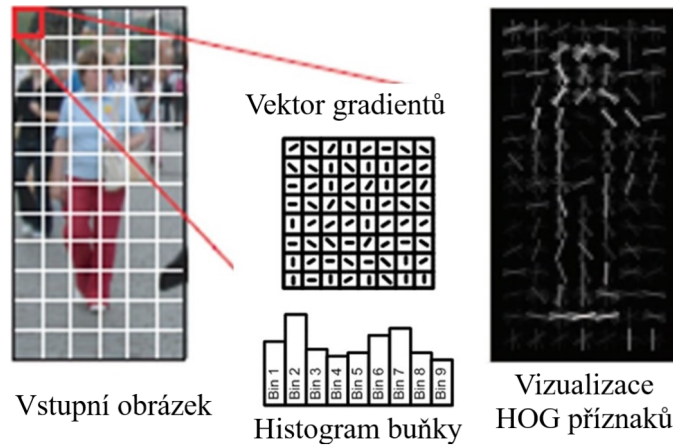 Vektor gradientů
Bin 1
Bin 2
Bin 3
Bin 4
Bin 5
Bin 6
Bin 7
Bin 8
Bin 9
Vstupní obrázek
Histogram buňky
Vizualizace
HOG příznaků